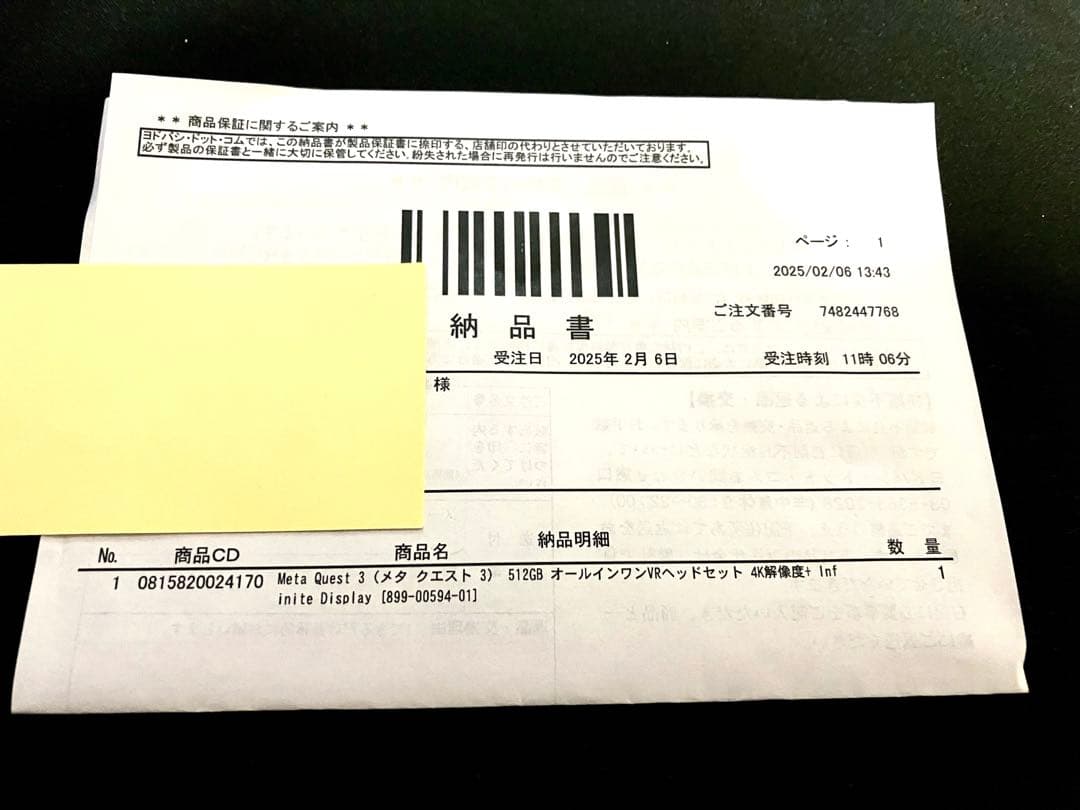 ** 商品保証に関するご案内 **
ヨドバシ・ドット・コムでは、この納品書が製品保証書に捺印する、店舗印の代わりとさせていただいております。
必ず製品の保証書と一緒に大切に保管してください。紛失された場合に再発行は行いませんのでご注意ください。
ページ: 1
2025/02/06 13:43
ご注文番号 7482447768
納品書
受注日 2025年 2月 6日 受注時刻 11時 06分
様
納品明細
No. 商品CD 商品名 数量
1 0815820024170 Meta Quest 3 (メタ クエスト 3) 512GB オールインワンVRヘッドセット 4K解像度+ Inf 1
inite Display [899-00594-01]